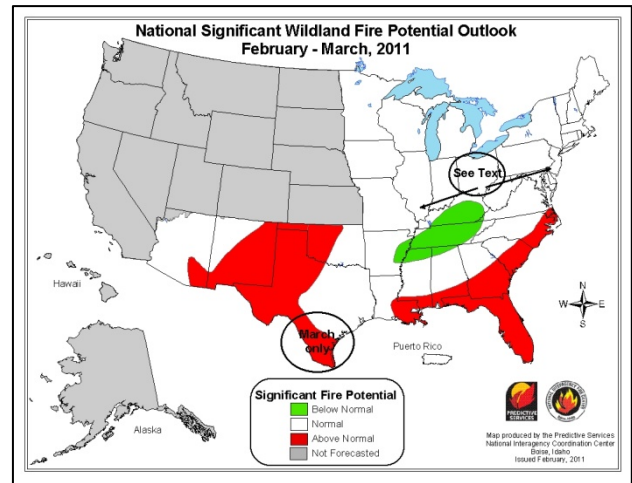 National Significant Wildland Fire Potential Outlook
February - March, 2011
See Text
Hawaii
N
W E
S
March
only
Puerto Rico
Alaska
Significant Fire Potential
Below Normal
Normal
Above Normal
Not Forecasted
PREDICTIVE
SERVICES
Map produced by the Predictive Services
National Interagency Coordination Center
Boise, Idaho
Issued February, 2011